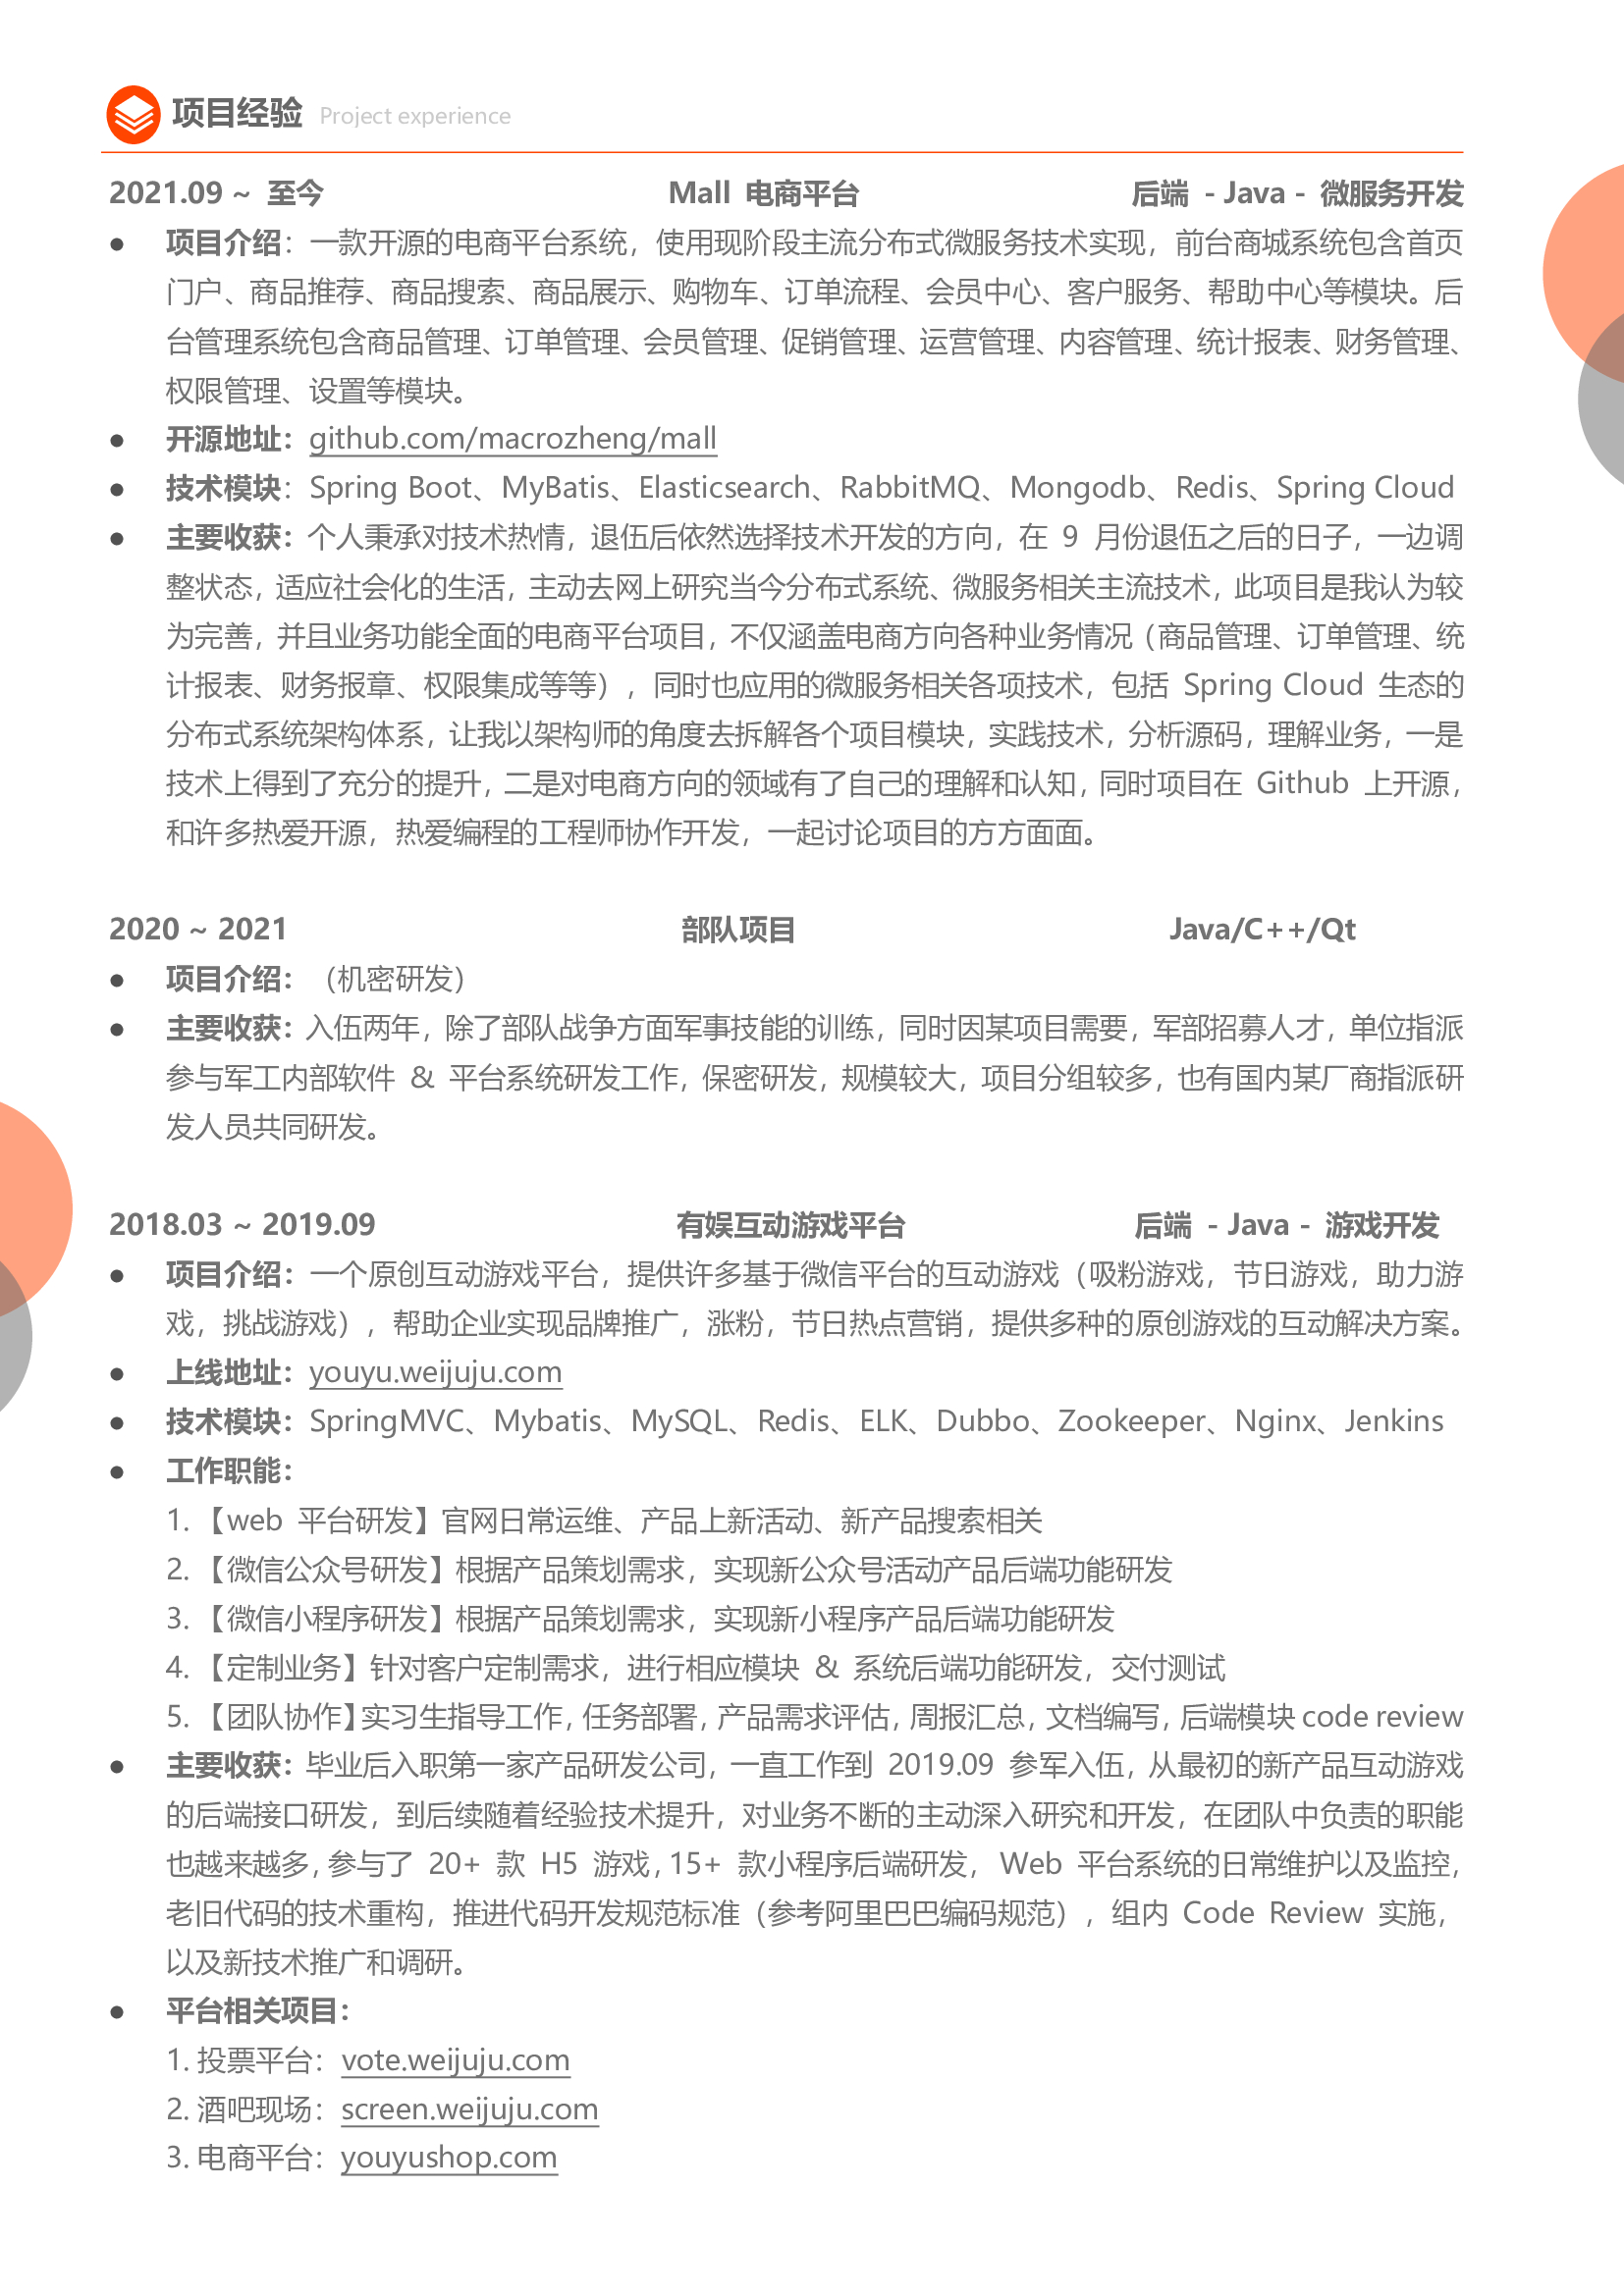 项目经验 Project experience
2021.09 ~ 至今 Mall 电商平台 后端 - Java - 微服务开发
● 项目介绍：一款开源的电商平台系统，使用现阶段主流分布式微服务技术实现，前台商城系统包含首页
门户、商品推荐、商品搜索、商品展示、购物车、订单流程、会员中心、客户服务、帮助中心等模块。后
台管理系统包含商品管理、订单管理、会员管理、促销管理、运营管理、内容管理、统计报表、财务管理、
权限管理、设置等模块。
● 开源地址：github.com/macrozheng/mall
● 技术模块：Spring Boot、MyBatis、Elasticsearch、RabbitMQ、Mongodb、Redis、Spring Cloud
● 主要收获：个人秉承对技术热情，退伍后依然选择技术开发的方向，在 9 月份退伍之后的日子，一边调
整状态，适应社会化的生活，主动去网上研究当今分布式系统、微服务相关主流技术，此项目是我认为较
为完善，并且业务功能全面的电商平台项目，不仅涵盖电商方向各种业务情况（商品管理、订单管理、统
计报表、财务报章、权限集成等等），同时也应用的微服务相关各项技术，包括 Spring Cloud 生态的
分布式系统架构体系，让我以架构师的角度去拆解各个项目模块，实践技术，分析源码，理解业务，一是
技术上得到了充分的提升，二是对电商方向的领域有了自己的理解和认知，同时项目在 Github 上开源，
和许多热爱开源，热爱编程的工程师协作开发，一起讨论项目的方方面面。
2020 ~ 2021 部队项目 Java/C++/Qt
● 项目介绍：（机密研发）
● 主要收获：入伍两年，除了部队战争方面军事技能的训练，同时因某项目需要，军部招募人才，单位指派
参与军工内部软件 & 平台系统研发工作，保密研发，规模较大，项目分组较多，也有国内某厂商指派研
发人员共同研发。
2018.03 ~ 2019.09 有娱互动游戏平台 后端 - Java - 游戏开发
● 项目介绍：一个原创互动游戏平台，提供许多基于微信平台的互动游戏（吸粉游戏，节日游戏，助力游
戏，挑战游戏），帮助企业实现品牌推广，涨粉，节日热点营销，提供多种的原创游戏的互动解决方案。
● 上线地址：youyu.weijuju.com
● 技术模块：SpringMVC、Mybatis、MySQL、Redis、ELK、Dubbo、Zookeeper、Nginx、Jenkins
● 工作职能：
1. 【web 平台研发】官网日常运维、产品上新活动、新产品搜索相关
2. 【微信公众号研发】根据产品策划需求，实现新公众号活动产品后端功能研发
3. 【微信小程序研发】根据产品策划需求，实现新小程序产品后端功能研发
4. 【定制业务】针对客户定制需求，进行相应模块 & 系统后端功能研发，交付测试
5. 【团队协作】实习生指导工作，任务部署，产品需求评估，周报汇总，文档编写，后端模块 code review
● 主要收获：毕业后入职第一家产品研发公司，一直工作到 2019.09 参军入伍，从最初的新产品互动游戏
的后端接口研发，到后续随着经验技术提升，对业务不断的主动深入研究和开发，在团队中负责的职能
也越来越多，参与了 20+ 款 H5 游戏，15+ 款小程序后端研发， Web 平台系统的日常维护以及监控，
老旧代码的技术重构，推进代码开发规范标准（参考阿里巴巴编码规范），组内 Code Review 实施，
以及新技术推广和调研。
● 平台相关项目：
1. 投票平台：vote.weijuju.com
2. 酒吧现场：screen.weijuju.com
3. 电商平台：youyushop.com